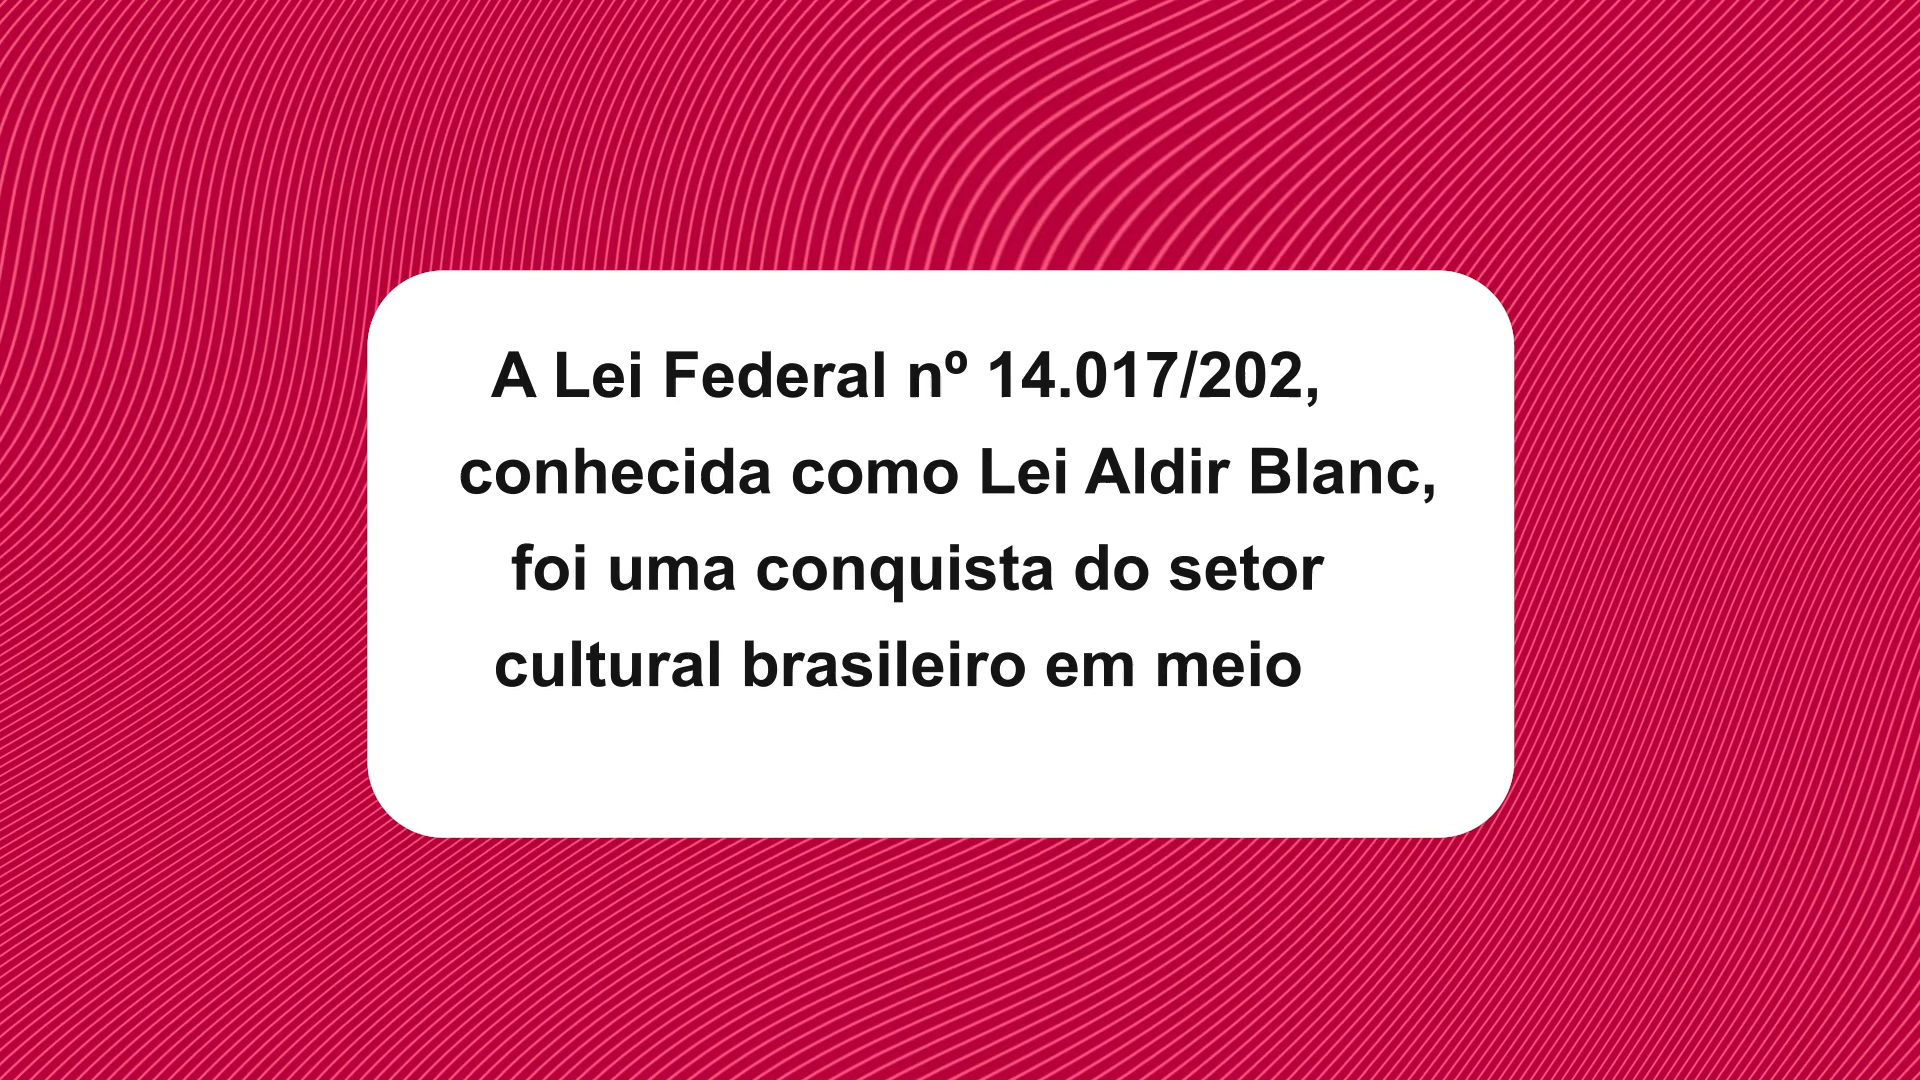 A Lei Federal nº 14.017/202,
conhecida como Lei Aldir Blanc,
foi uma conquista do setor
cultural brasileiro em meio